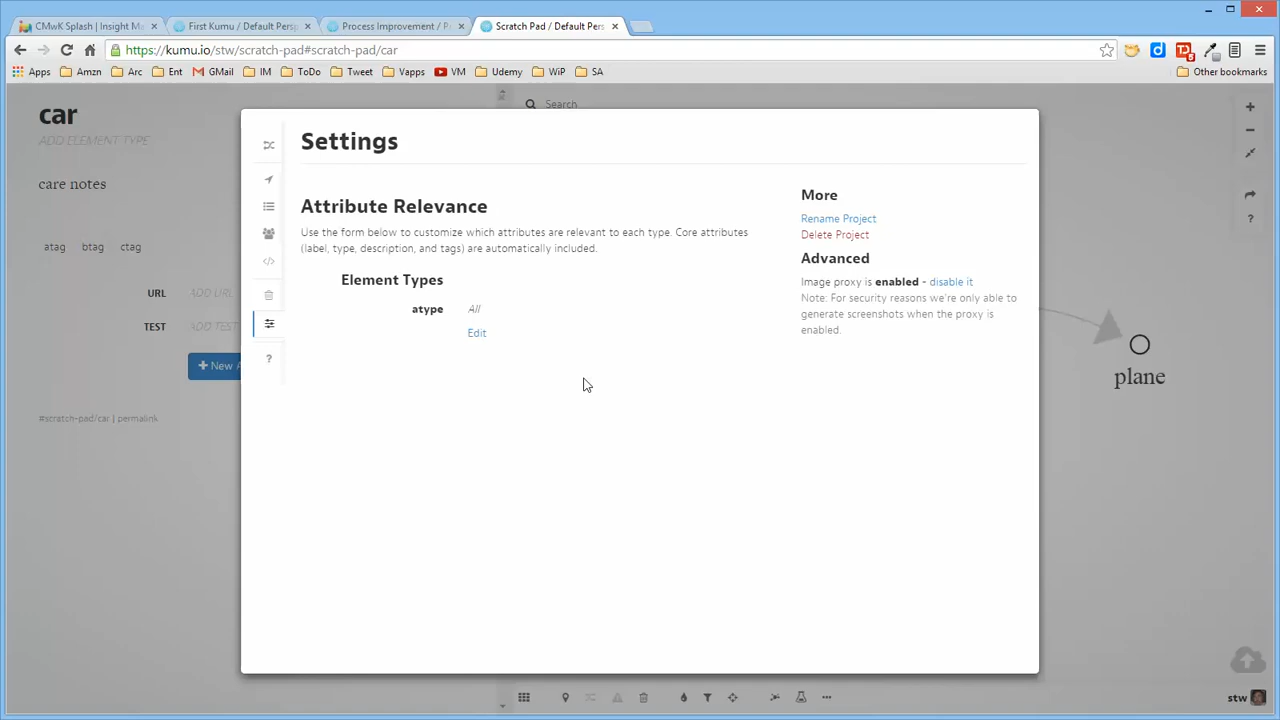 CMwK Splash | Insight Ma
First Kumu / Default Persp
Process Improvement / P
Scratch Pad / Default Pers
https://kumu.io/stw/scratch-pad#scratch-pad/car
Apps Amzn Arc Ent GMail IM ToDo Tweet Vapps VM Udemy WiP SA Other bookmarks
car
ADD ELEMENT TYPE
care notes
atag btag ctag
URL ADD URL
TEST ADD TEST
New A
#scratch-pad/car | permalink
Search
Settings
Attribute Relevance
Use the form below to customize which attributes are relevant to each type. Core attributes
(label, type, description, and tags) are automatically included.
Element Types
atype All
Edit
More
Rename Project
Delete Project
Advanced
Image proxy is enabled - disable it
Note: For security reasons we're only able to
generate screenshots when the proxy is
enabled.
plane
stw